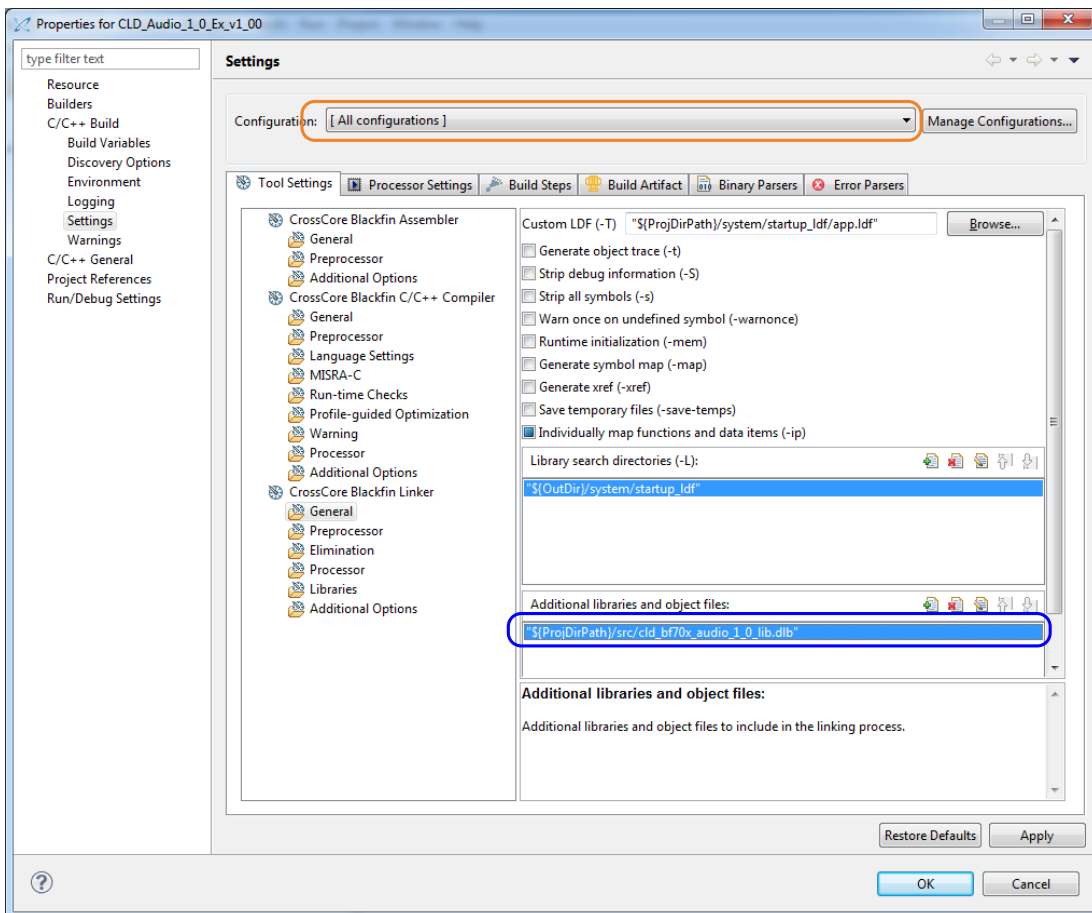 Properties for CLD_Audio_1_0_Ex_v1_00
type filter text
Resource
Builders
C/C++ Build
Build Variables
Discovery Options
Environment
Logging
Settings
Warnings
C/C++ General
Project References
Run/Debug Settings
Settings
Configuration: [ All configurations ] Manage Configurations...
Tool Settings Processor Settings Build Steps Build Artifact Binary Parsers Error Parsers
CrossCore Blackfin Assembler
General
Preprocessor
Additional Options
CrossCore Blackfin C/C++ Compiler
General
Preprocessor
Language Settings
MISRA-C
Run-time Checks
Profile-guided Optimization
Warning
Processor
Additional Options
CrossCore Blackfin Linker
General
Preprocessor
Elimination
Processor
Libraries
Additional Options
Custom LDF (-T) "${ProjDirPath}/system/startup_ldf/app.ldf" Browse...
Generate object trace (-t)
Strip debug information (-S)
Strip all symbols (-s)
Warn once on undefined symbol (-warnonce)
Runtime initialization (-mem)
Generate symbol map (-map)
Generate xref (-xref)
Save temporary files (-save-temps)
Individually map functions and data items (-ip)
Library search directories (-L):
"${OutDir}/system/startup_ldf"
Additional libraries and object files:
"${ProjDirPath}/src/cld_bf70x_audio_1_0_lib.dlb"
Additional libraries and object files:
Additional libraries and object files to include in the linking process.
Restore Defaults Apply
OK Cancel